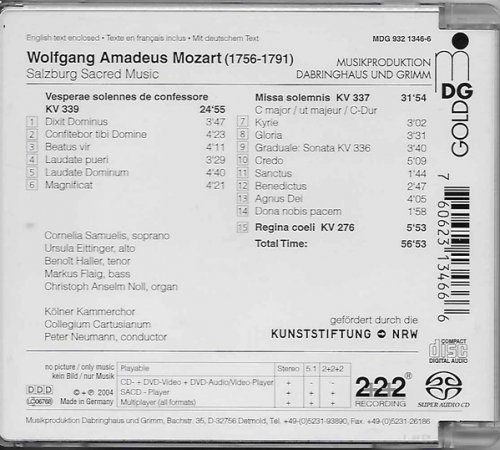 English text enclosed • Texte en français inclus • Mit deutschem Text
MDG 932 1346-6
Wolfgang Amadeus Mozart (1756-1791)
Salzburg Sacred Music
MUSIKPRODUKTION
DABRINGHAUS UND GRIMM
DG
GOLD
Vesperae solennes de confessore
KV 339 24'55
1 Dixit Dominus 3'47
2 Confitebor tibi Domine 4'23
3 Beatus vir 4'11
4 Laudate pueri 3'29
5 Laudate Dominum 4'40
6 Magnificat 4'21
Missa solemnis KV 337 31'54
C major / ut majeur / C-Dur
7 Kyrie 3'02
8 Gloria 3'31
9 Graduale: Sonata KV 336 3'40
10 Credo 5'09
11 Sanctus 1'44
12 Benedictus 2'47
13 Agnus Dei 4'05
14 Dona nobis pacem 1'58
15 Regina coeli KV 276 5'53
Total Time: 56'53
7 60623 13466 6
Cornelia Samuelis, soprano
Ursula Eittinger, alto
Benoît Haller, tenor
Markus Flaig, bass
Christoph Anselm Noll, organ
Kölner Kammerchor
Collegium Cartusianum
Peter Neumann, conductor
gefördert durch die
KUNSTSTIFTUNG NRW
COMPACT
disc
DIGITAL AUDIO
no picture / only music
kein Bild / nur Musik
Playable Stereo 5.1 2+2+2
CD- + DVD-Video + DVD-Audio/Video-Player + - -
SACD - Player + + -
Multiplayer (all formats) + + +
DDD
LC06768
© + ℗ 2004
Made in Germany
2+2+2®
RECORDING
SUPER AUDIO CD
Musikproduktion Dabringhaus und Grimm, Bachstr. 35, D-32756 Detmold, Tel.: +49-(0)5231-93890, Fax: +49-(0)5231-26186